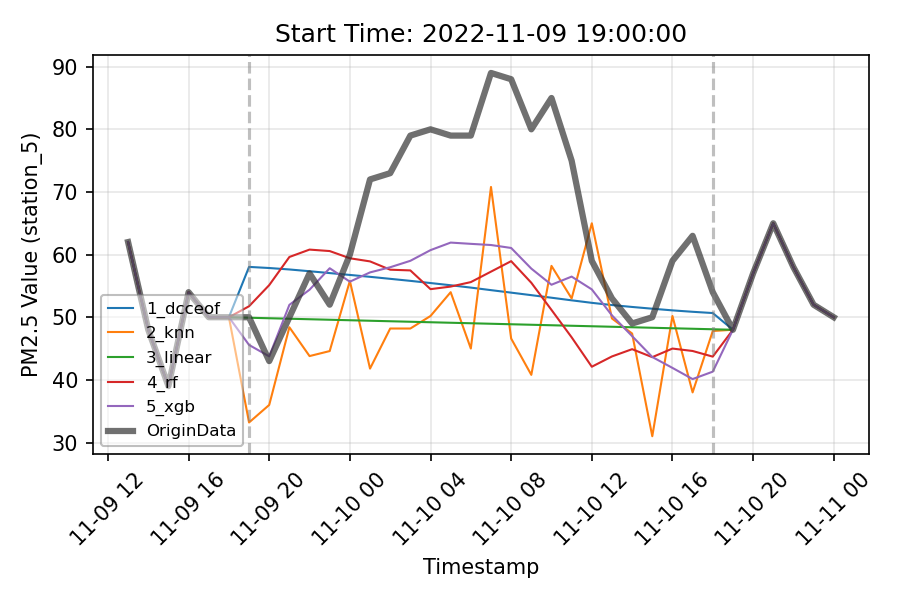 Start Time: 2022-11-09 19:00:00
PM2.5 Value (station_5)
90
80
70
60
50
40
30
1_dcceof
2_knn
3_linear
4_rf
5_xgb
OriginData
11-09 12
11-09 16
11-09 20
11-10 00
11-10 04
11-10 08
11-10 12
11-10 16
11-10 20
11-11 00
Timestamp